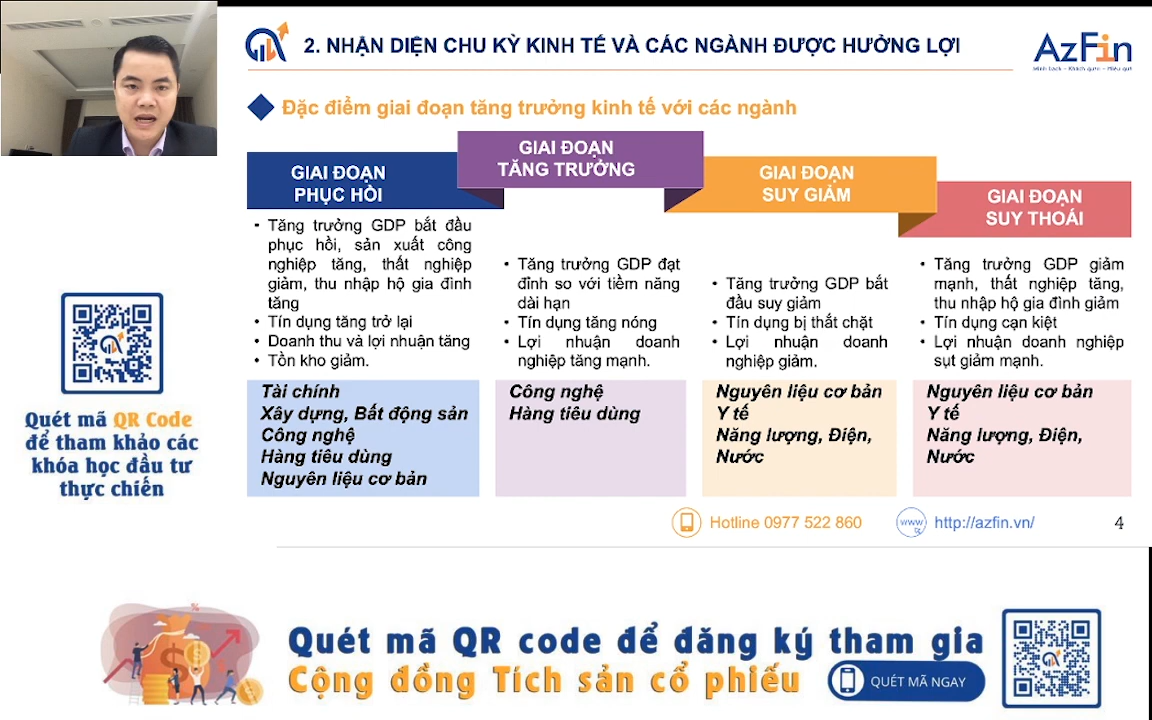 2. NHẬN DIỆN CHU KỲ KINH TẾ VÀ CÁC NGÀNH ĐƯỢC HƯỞNG LỢI
AzFin
Đặc điểm giai đoạn tăng trưởng kinh tế với các ngành
GIAI ĐOẠN
PHỤC HỒI
Tăng trưởng GDP bắt đầu
phục hồi, sản xuất công
nghiệp tăng, thất nghiệp
giảm, thu nhập hộ gia đình
tăng
Tín dụng tăng trở lại
Doanh thu và lợi nhuận tăng
Tồn kho giảm.
Tài chính
Xây dựng, Bất động sản
Công nghệ
Hàng tiêu dùng
Nguyên liệu cơ bản
GIAI ĐOẠN
TĂNG TRƯỞNG
Tăng trưởng GDP đạt
đỉnh so với tiềm năng
dài hạn
Tín dụng tăng nóng
Lợi nhuận doanh
nghiệp tăng mạnh.
Công nghệ
Hàng tiêu dùng
GIAI ĐOẠN
SUY GIẢM
Tăng trưởng GDP bắt
đầu suy giảm
Tín dụng bị thắt chặt
Lợi nhuận doanh
nghiệp giảm.
Nguyên liệu cơ bản
Y tế
Năng lượng, Điện,
Nước
GIAI ĐOẠN
SUY THOÁI
Tăng trưởng GDP giảm
mạnh, thất nghiệp tăng,
thu nhập hộ gia đình giảm
Tín dụng cạn kiệt
Lợi nhuận doanh nghiệp
sụt giảm mạnh.
Nguyên liệu cơ bản
Y tế
Năng lượng, Điện,
Nước
Quét mã QR Code
để tham khảo các
khóa học đầu tư
thực chiến
Hotline 0977 522 860
www
http://azfin.vn/
4
Quét mã QR code để đăng ký tham gia
Cộng đồng Tích sản cổ phiếu
QUÉT MÃ NGAY